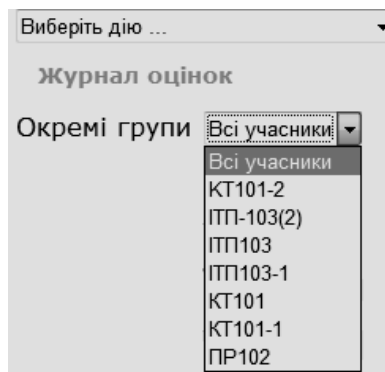 Виберіть дію ...
Журнал оцінок
Окремі групи Всі учасники
Всі учасники
КТ101-2
ІТП-103(2)
ІТП103
ІТП103-1
КТ101
КТ101-1
ПР102